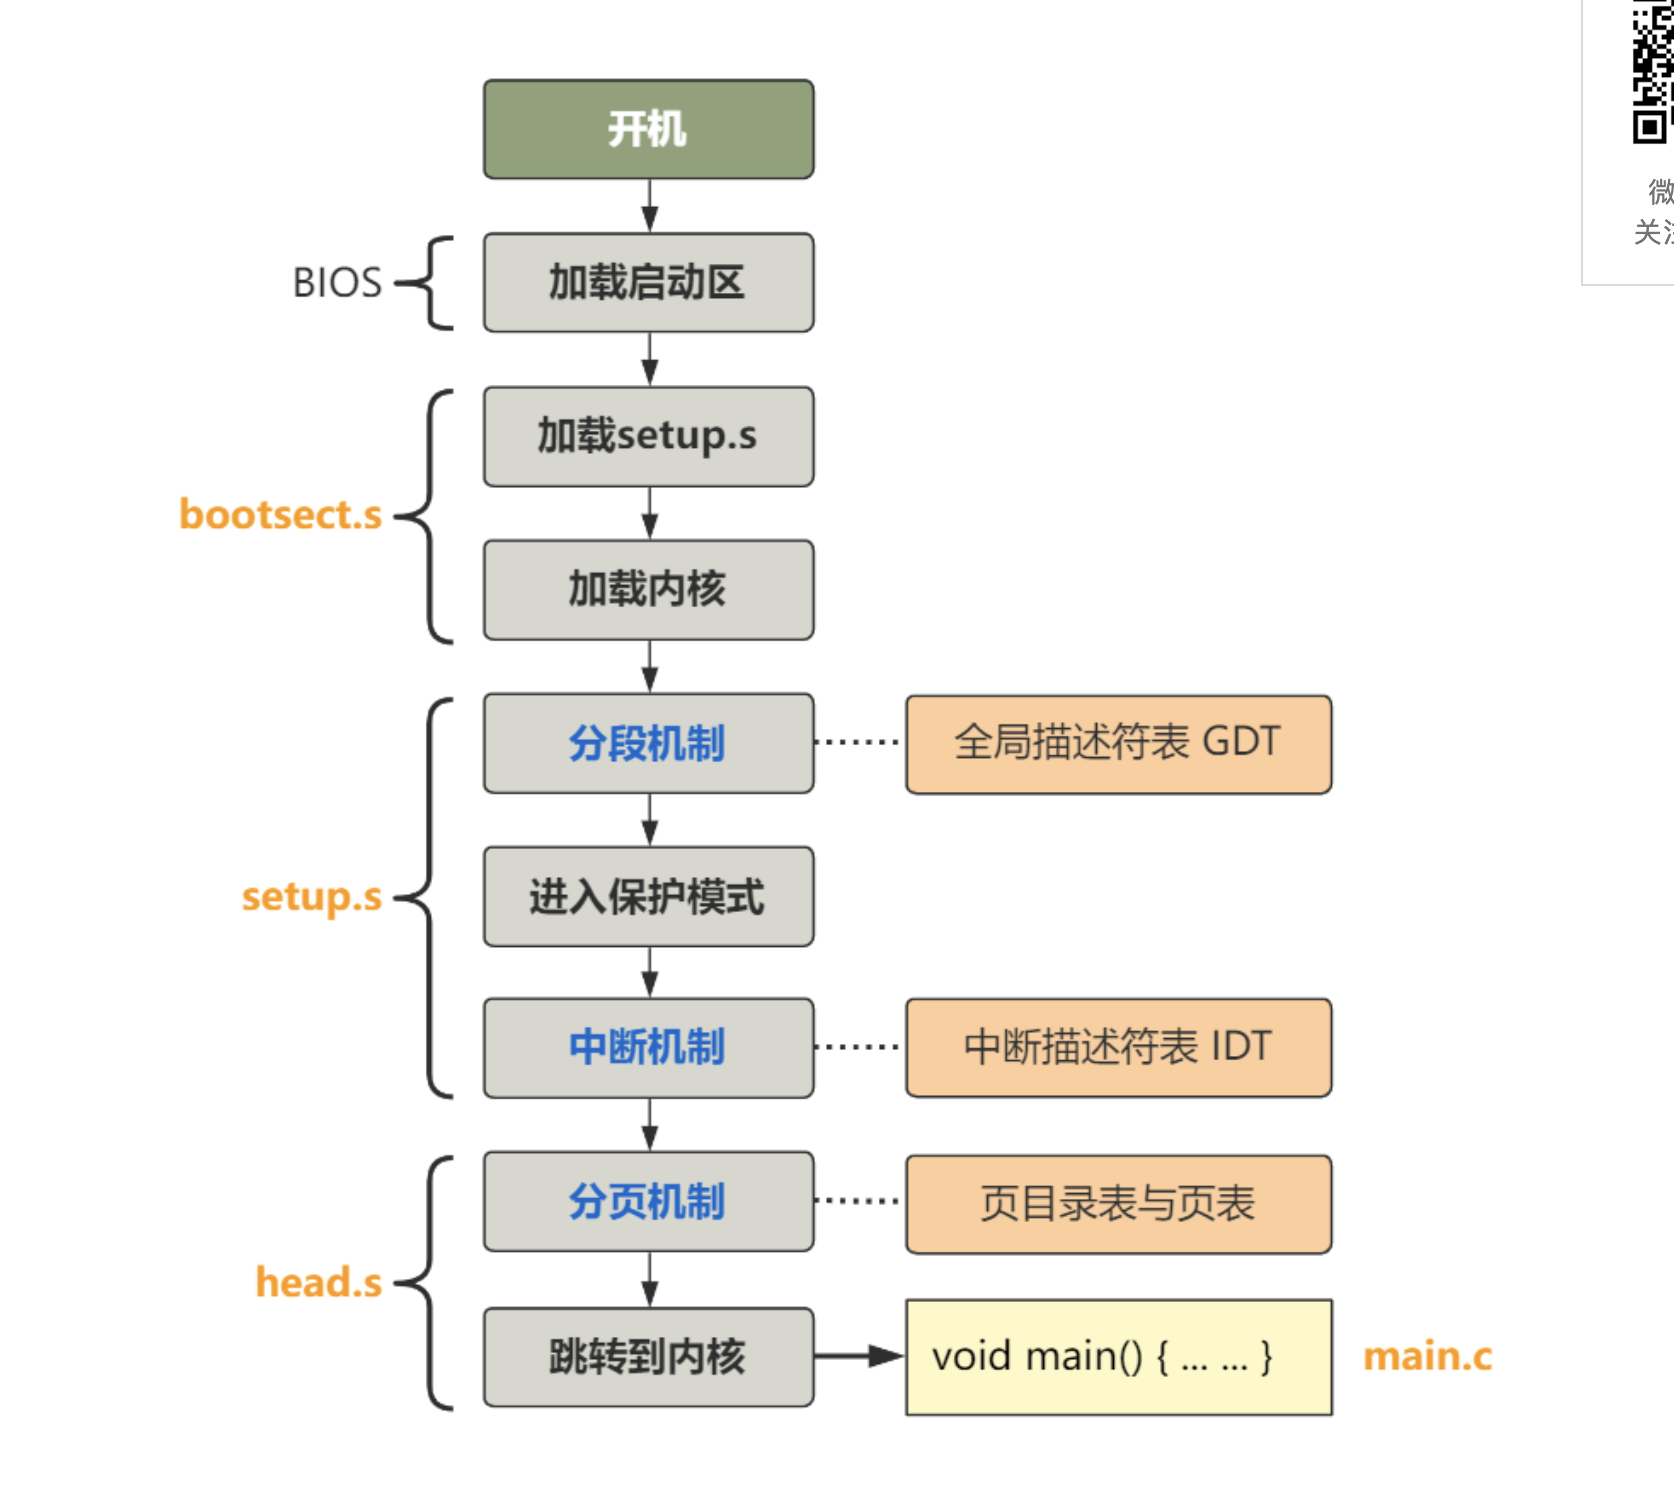 开机
BIOS
加载启动区
bootsect.s
加载setup.s
加载内核
setup.s
分段机制
全局描述符表 GDT
进入保护模式
中断机制
中断描述符表 IDT
head.s
分页机制
页目录表与页表
跳转到内核
void main() { ... ... }
main.c
微
关注